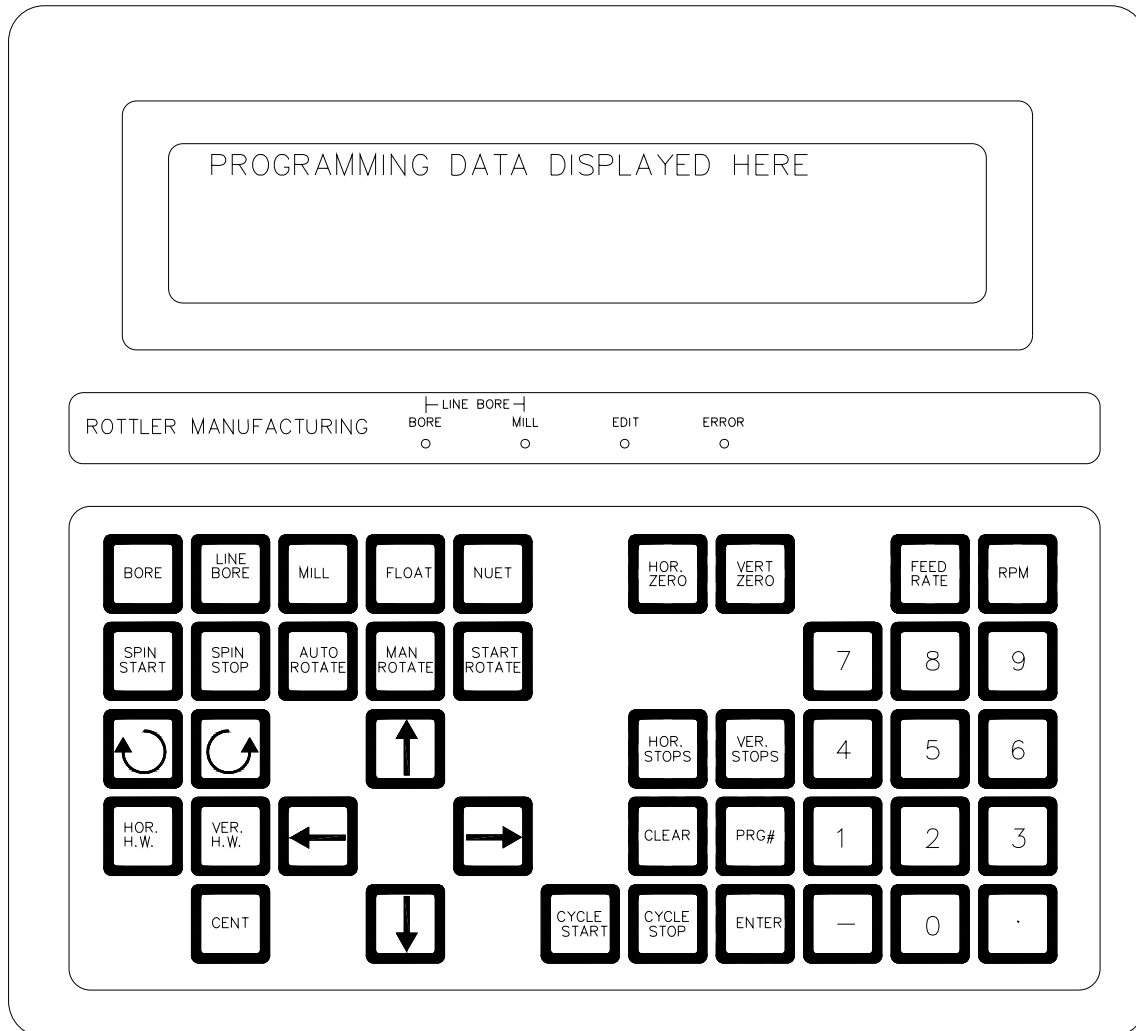 PROGRAMMING DATA DISPLAYED HERE
LINE BORE
ROTTLER MANUFACTURING BORE MILL EDIT ERROR
BORE
LINE
BORE
MILL
FLOAT
NUET
HOR.
ZERO
VERT
ZERO
FEED
RATE
RPM
SPIN
START
SPIN
STOP
AUTO
ROTATE
MAN
ROTATE
START
ROTATE
7
8
9
HOR.
STOPS
VER.
STOPS
4
5
6
HOR.
H.W.
VER.
H.W.
CLEAR
PRG#
1
2
3
CENT
CYCLE
START
CYCLE
STOP
ENTER
-
0
.